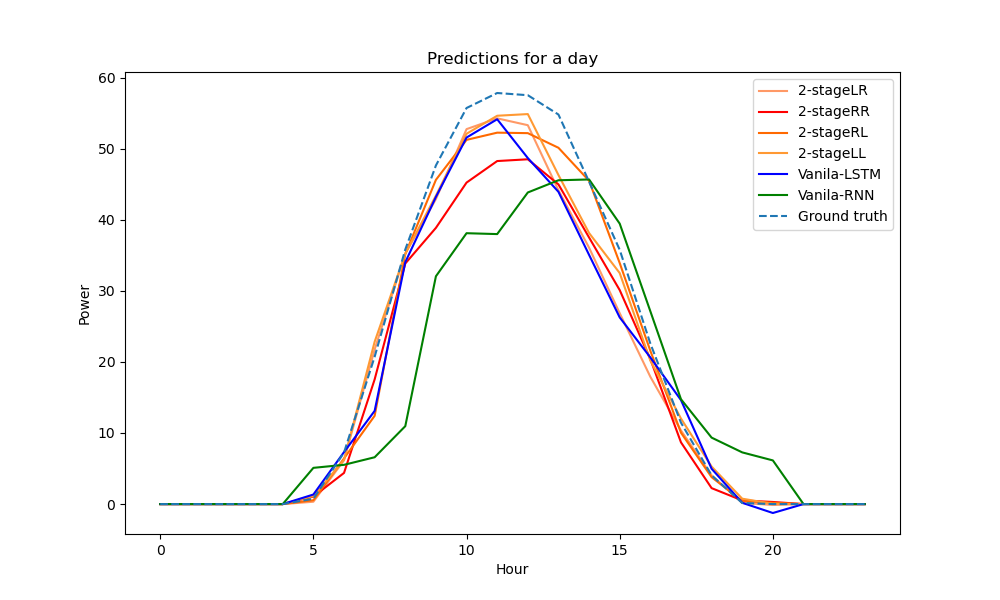 Predictions for a day
60
50
40
30
20
10
0
Power
0 5 10 15 20
Hour
2-stageLR
2-stageRR
2-stageRL
2-stageLL
Vanila-LSTM
Vanila-RNN
Ground truth